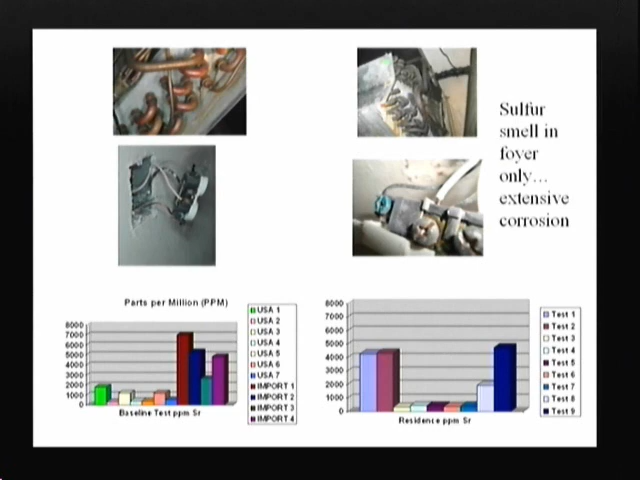 Sulfur
smell in
foyer
only…
extensive
corrosion
Parts per Million (PPM)
8000
7000
6000
5000
4000
3000
2000
1000
0
Baseline Test ppm Sr
USA 1
USA 2
USA 3
USA 4
USA 5
USA 6
USA 7
IMPORT 1
IMPORT 2
IMPORT 3
IMPORT 4
8000
7000
6000
5000
4000
3000
2000
1000
0
Residence ppm Sr
Test 1
Test 2
Test 3
Test 4
Test 5
Test 6
Test 7
Test 8
Test 9